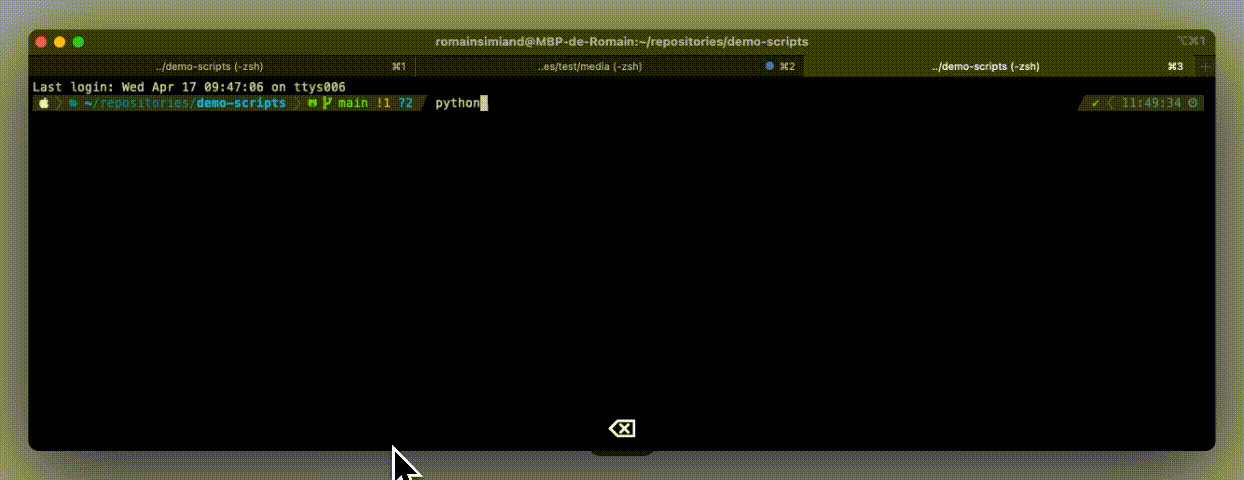 romainsimiand@MBP-de-Romain:~/repositories/demo-scripts
⌥⌘1
../demo-scripts (-zsh) ⌘1
..es/test/media (-zsh) ⌘2
../demo-scripts (-zsh) ⌘3
Last login: Wed Apr 17 09:47:06 on ttys006
~/repositories/demo-scripts main !1 ?2 python
✔ 11:49:34